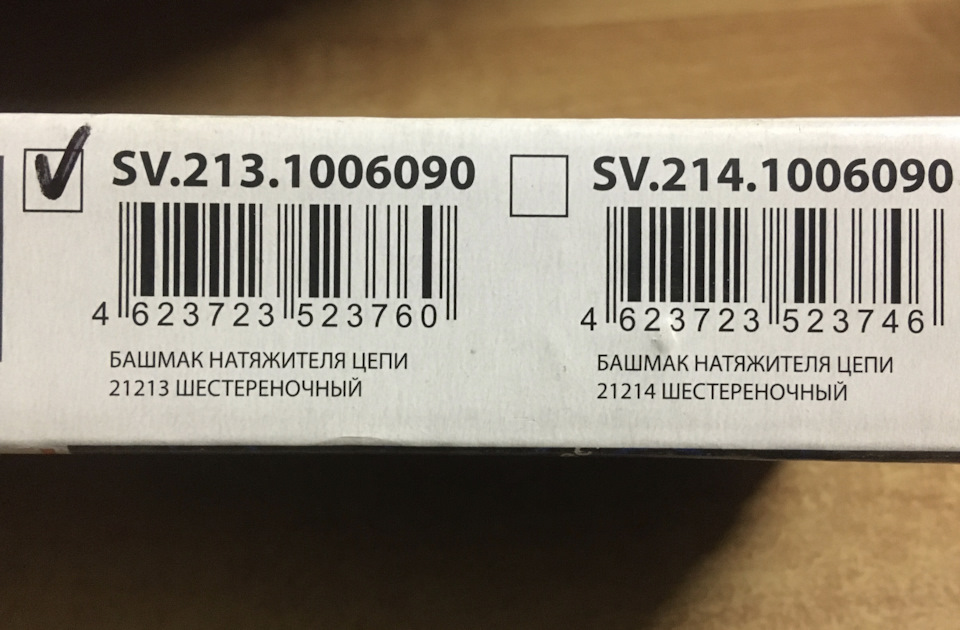 SV.213.1006090
4 623723 523760
БАШМАК НАТЯЖИТЕЛЯ ЦЕПИ
21213 ШЕСТЕРЕНОЧНЫЙ
SV.214.1006090
4 623723 523746
БАШМАК НАТЯЖИТЕЛЯ ЦЕПИ
21214 ШЕСТЕРЕНОЧНЫЙ